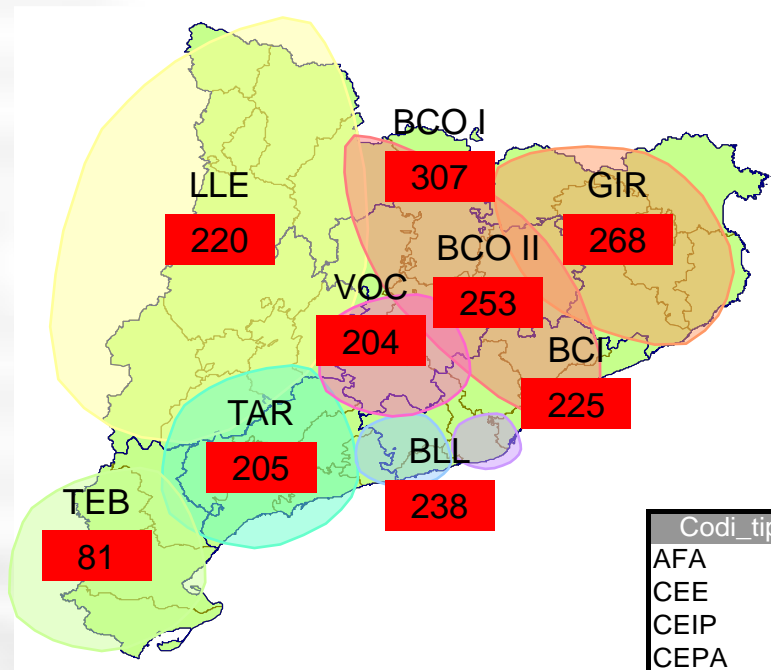 BCO I
307
LLE
220
GIR
268
BCO II
253
VOC
204
BCI
225
TAR
205
BLL
238
TEB
81
Codi_tip
AFA
CEE
CEIP
CEPA